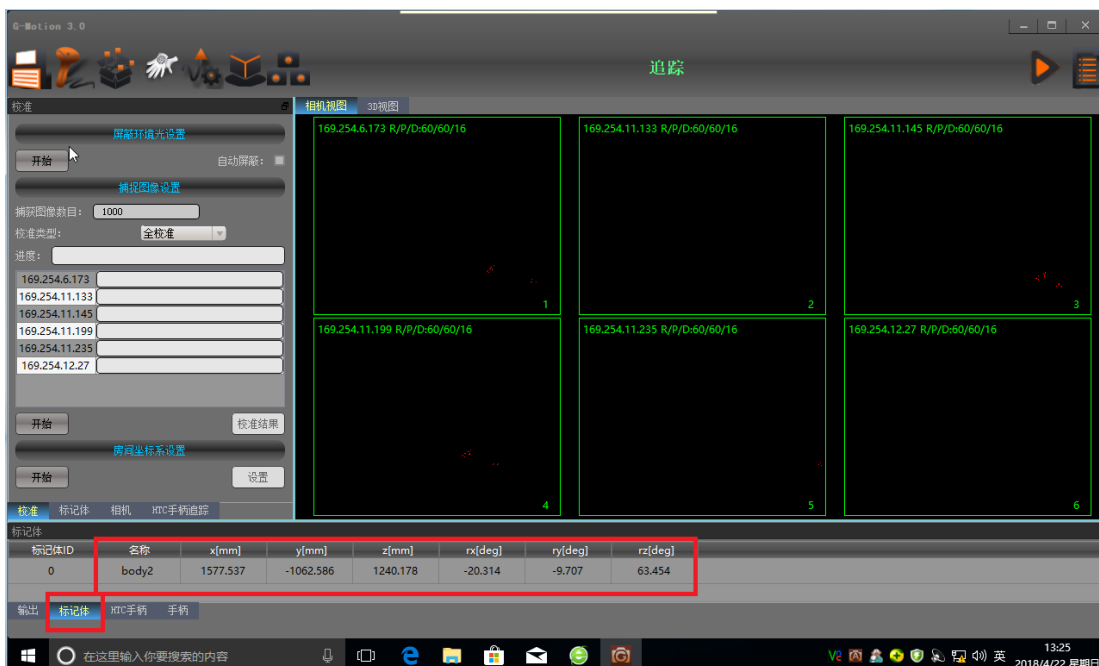 G-Motion 3.0
追踪
校准
屏蔽环境光设置
开始
自动屏蔽：
捕捉图像设置
捕获图像数目： 1000
校准类型： 全校准
进度：
169.254.6.173
169.254.11.133
169.254.11.145
169.254.11.199
169.254.11.235
169.254.12.27
开始 校准结果
房间坐标系设置
开始 设置
校准 标记体 相机 HTC手柄追踪
相机视图 3D视图
169.254.6.173 R/P/D:60/60/16
1
169.254.11.133 R/P/D:60/60/16
2
169.254.11.145 R/P/D:60/60/16
3
169.254.11.199 R/P/D:60/60/16
4
169.254.11.235 R/P/D:60/60/16
5
169.254.12.27 R/P/D:60/60/16
6
标记体
标记体ID 名称 x[mm] y[mm] z[mm] rx[deg] ry[deg] rz[deg]
0 body2 1577.537 -1062.586 1240.178 -20.314 -9.707 63.454
输出 标记体 HTC手柄 手柄
在这里输入你要搜索的内容
英
13:25
2018/4/22 星期日